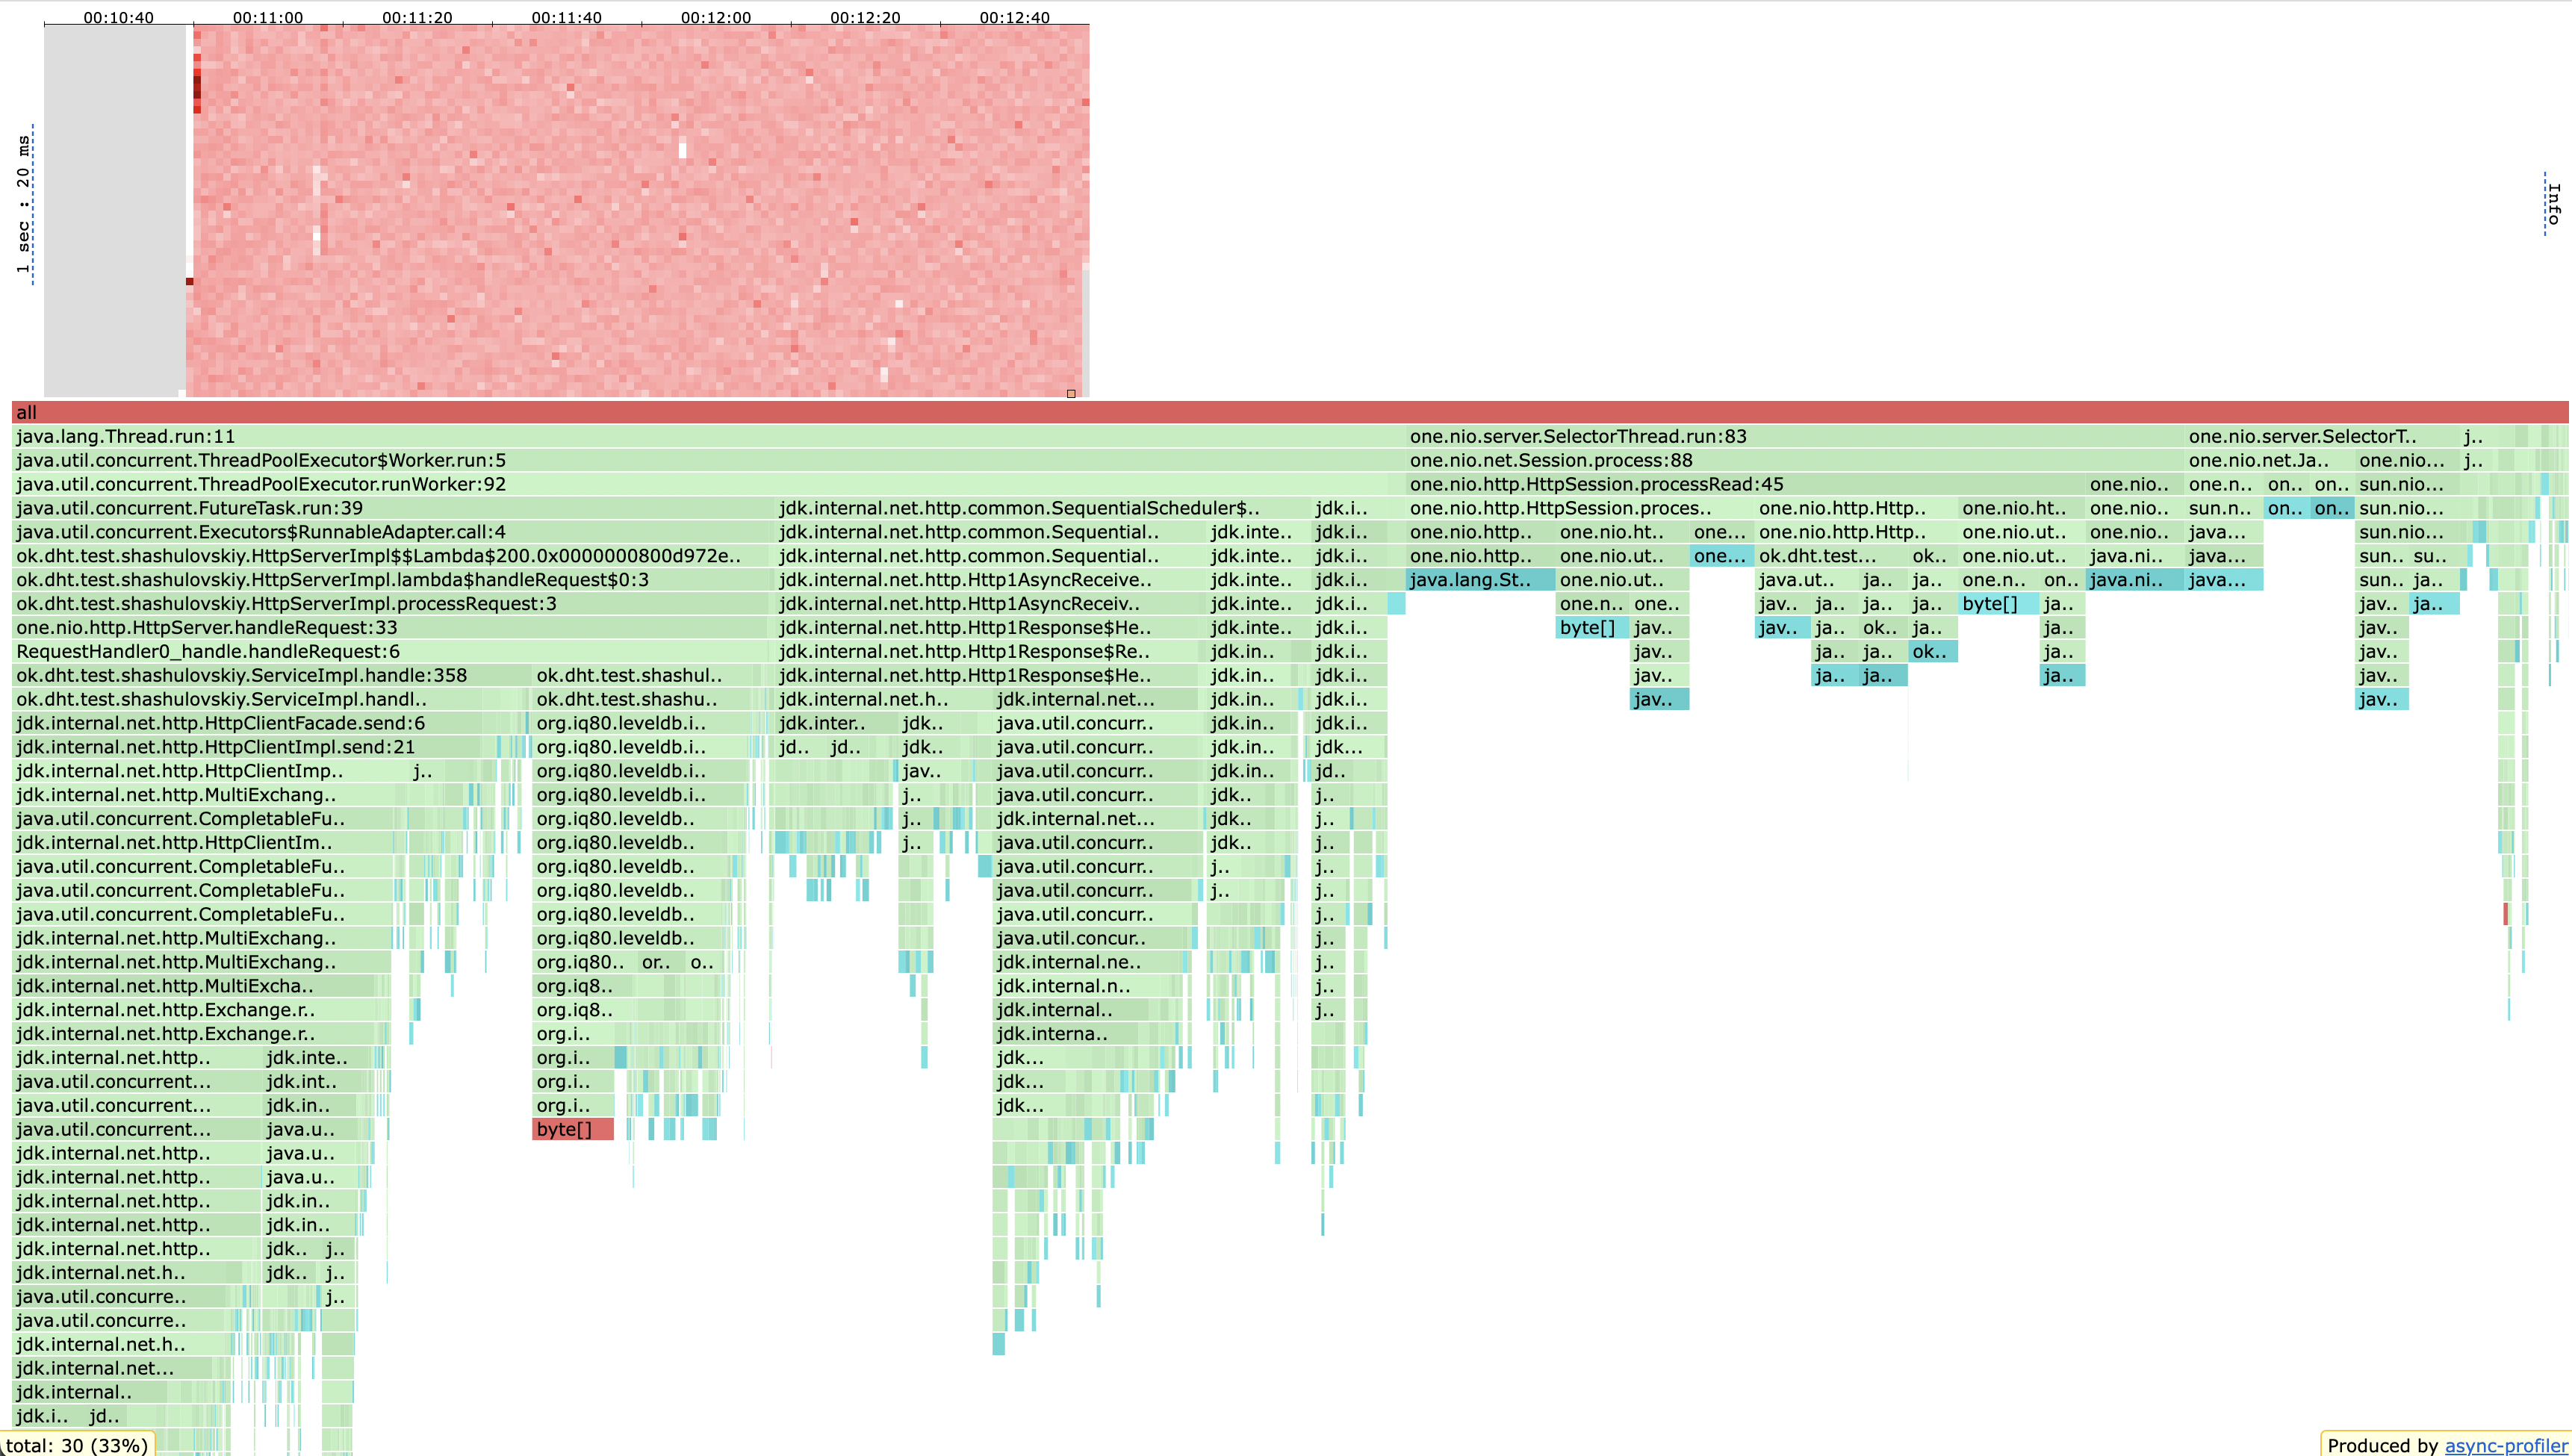 00:10:40 00:11:00 00:11:20 00:11:40 00:12:00 00:12:20 00:12:40
1 sec : 20 ms
Info
all
java.lang.Thread.run:11 one.nio.server.SelectorThread.run:83 one.nio.server.SelectorT.. j..
java.util.concurrent.ThreadPoolExecutor$Worker.run:5 one.nio.net.Session.process:88 one.nio.net.Ja.. one.nio... j..
java.util.concurrent.ThreadPoolExecutor.runWorker:92 one.nio.http.HttpSession.processRead:45 one.nio.. one.n.. on.. on.. sun.nio...
java.util.concurrent.FutureTask.run:39 jdk.internal.net.http.common.SequentialScheduler$.. jdk.i.. one.nio.http.HttpSession.proces.. one.nio.http.Http.. one.nio.ht.. one.nio.. sun.n.. on.. on.. sun.nio...
java.util.concurrent.Executors$RunnableAdapter.call:4 jdk.internal.net.http.common.Sequential.. jdk.inte.. jdk.i.. one.nio.http.. one.nio.ht.. one... one.nio.http.Http.. one.nio.ut.. one.nio.. java... sun.nio...
ok.dht.test.shashulovskiy.HttpServerImpl$$Lambda$200.0x0000000800d972e.. jdk.internal.net.http.common.Sequential.. jdk.inte.. jdk.i.. one.nio.http.. one.nio.ut.. one... ok.dht.test... ok.. one.nio.ut.. java.ni.. java... sun.. su..
ok.dht.test.shashulovskiy.HttpServerImpl.lambda$handleRequest$0:3 jdk.internal.net.http.Http1AsyncReceive.. jdk.inte.. jdk.i.. java.lang.St.. one.nio.ut.. java.ut.. ja.. ja.. one.n.. on.. java.ni.. java... sun.. ja..
ok.dht.test.shashulovskiy.HttpServerImpl.processRequest:3 jdk.internal.net.http.Http1AsyncReceiv.. jdk.inte.. jdk.i.. one.n.. one.. jav.. ja.. ja.. ja.. byte[] ja.. jav.. ja..
one.nio.http.HttpServer.handleRequest:33 jdk.internal.net.http.Http1Response$He.. jdk.inte.. jdk.i.. byte[] jav.. jav.. ja.. ok.. ja.. ja.. jav..
RequestHandler0_handle.handleRequest:6 jdk.internal.net.http.Http1Response$Re.. jdk.in.. jdk.i.. jav.. ja.. ja.. ok.. ja.. jav..
ok.dht.test.shashulovskiy.ServiceImpl.handle:358 ok.dht.test.shashul.. jdk.internal.net.http.Http1Response$He.. jdk.in.. jdk.i.. jav.. ja.. ja.. ja.. jav..
ok.dht.test.shashulovskiy.ServiceImpl.handl.. ok.dht.test.shashu.. jdk.internal.net.h.. jdk.internal.net... jdk.in.. jdk.i.. jav.. jav..
jdk.internal.net.http.HttpClientFacade.send:6 org.iq80.leveldb.i.. jdk.inter.. jdk.. java.util.concurr.. jdk.in.. jdk.i..
jdk.internal.net.http.HttpClientImpl.send:21 org.iq80.leveldb.i.. jd.. jd.. jdk.. java.util.concurr.. jdk.in.. jdk...
jdk.internal.net.http.HttpClientImp.. j.. org.iq80.leveldb.i.. jav.. java.util.concurr.. jdk.in.. jd..
jdk.internal.net.http.MultiExchang.. org.iq80.leveldb.i.. j.. java.util.concurr.. jdk.. j..
java.util.concurrent.CompletableFu.. org.iq80.leveldb.. j.. jdk.internal.net... jdk.. j..
jdk.internal.net.http.HttpClientIm.. org.iq80.leveldb.. j.. java.util.concurr.. jdk.. j..
java.util.concurrent.CompletableFu.. org.iq80.leveldb.. java.util.concurr.. j.. j..
java.util.concurrent.CompletableFu.. org.iq80.leveldb.. java.util.concurr.. j.. j..
java.util.concurrent.CompletableFu.. org.iq80.leveldb.. java.util.concurr.. j..
jdk.internal.net.http.MultiExchang.. org.iq80.leveldb.. java.util.concur.. j..
jdk.internal.net.http.MultiExchang.. org.iq80.. or.. o.. jdk.internal.ne.. j..
jdk.internal.net.http.MultiExcha.. org.iq8.. jdk.internal.n.. j..
jdk.internal.net.http.Exchange.r.. org.iq8.. jdk.internal.. j..
jdk.internal.net.http.Exchange.r.. org.i.. jdk.interna..
jdk.internal.net.http.. jdk.inte.. org.i.. jdk...
java.util.concurrent... jdk.int.. org.i.. jdk...
java.util.concurrent... jdk.in.. org.i.. jdk...
java.util.concurrent... java.u.. byte[]
jdk.internal.net.http.. java.u..
jdk.internal.net.http.. java.u..
jdk.internal.net.http.. jdk.in..
jdk.internal.net.http.. jdk.in..
jdk.internal.net.http.. jdk.. j..
jdk.internal.net.h.. jdk.. j..
java.util.concurre.. j..
java.util.concurre..
jdk.internal.net.h..
jdk.internal.net...
jdk.internal..
jdk.i.. jd..
total: 30 (33%)
Produced by async-profiler